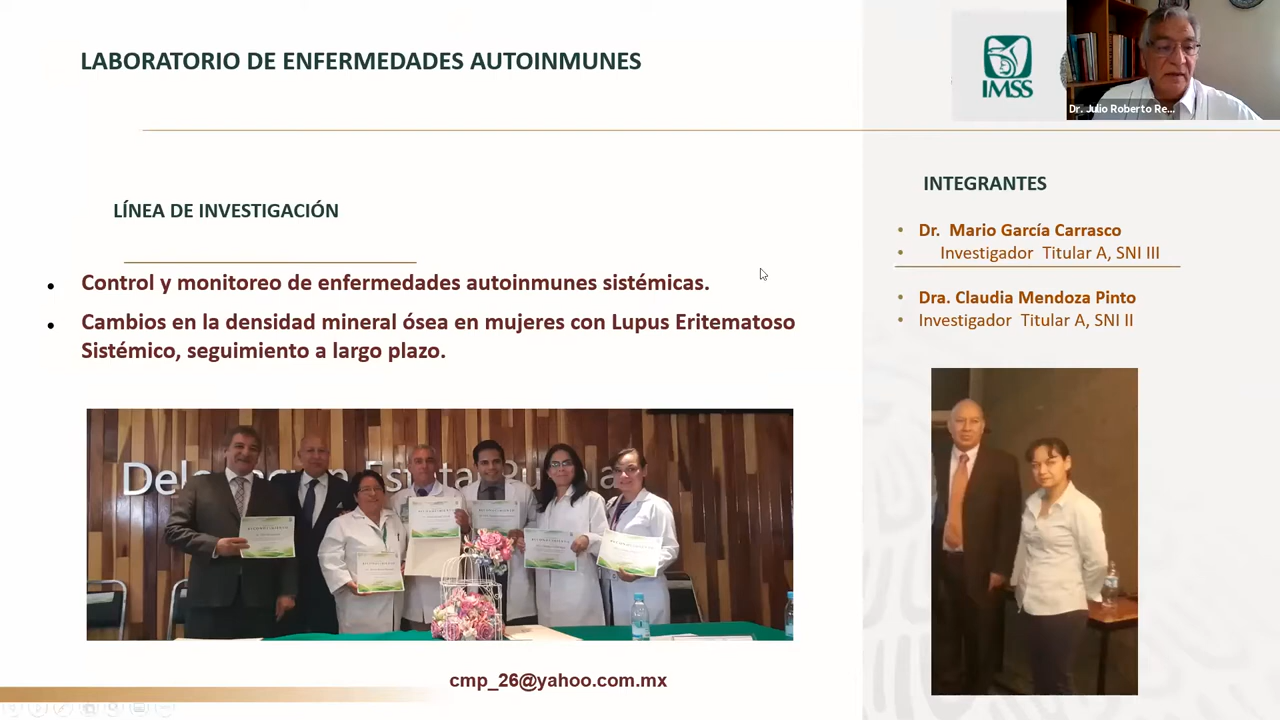 LABORATORIO DE ENFERMEDADES AUTOINMUNES
IMSS
Dr. Julio Roberto Re...
LÍNEA DE INVESTIGACIÓN
• Control y monitoreo de enfermedades autoinmunes sistémicas.
• Cambios en la densidad mineral ósea en mujeres con Lupus Eritematoso
Sistémico, seguimiento a largo plazo.
INTEGRANTES
• Dr. Mario García Carrasco
• Investigador Titular A, SNI III
• Dra. Claudia Mendoza Pinto
• Investigador Titular A, SNI II
cmp_26@yahoo.com.mx